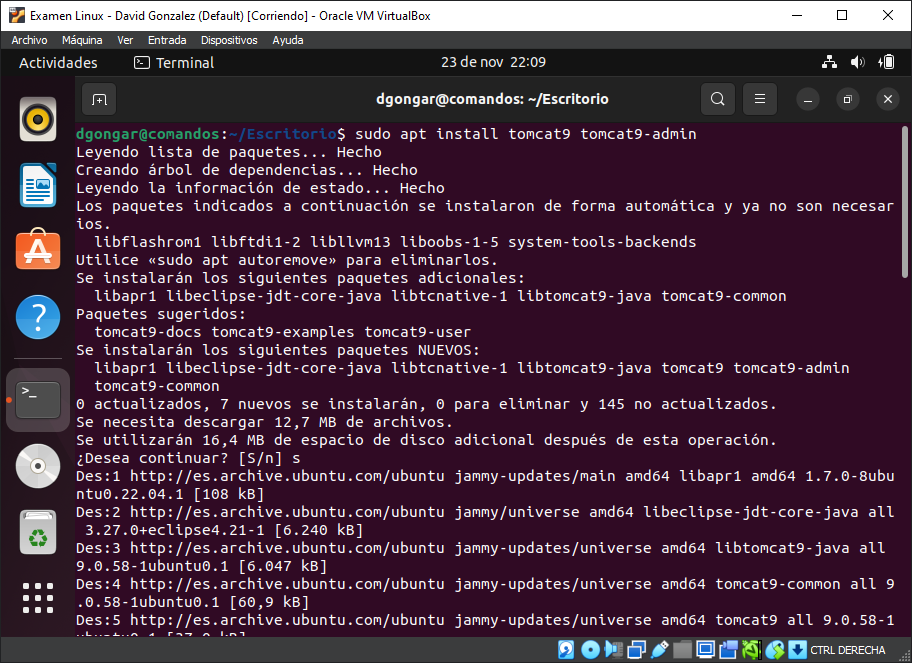 Examen Linux - David Gonzalez (Default) [Corriendo] - Oracle VM VirtualBox
Archivo Máquina Ver Entrada Dispositivos Ayuda
Actividades Terminal 23 de nov 22:09
dgongar@comandos: ~/Escritorio
dgongar@comandos:~/Escritorio$ sudo apt install tomcat9 tomcat9-admin
Leyendo lista de paquetes... Hecho
Creando árbol de dependencias... Hecho
Leyendo la información de estado... Hecho
Los paquetes indicados a continuación se instalaron de forma automática y ya no son necesar
ios.
libflashrom1 libftdi1-2 libllvm13 liboobs-1-5 system-tools-backends
Utilice «sudo apt autoremove» para eliminarlos.
Se instalarán los siguientes paquetes adicionales:
libapr1 libeclipse-jdt-core-java libtcnative-1 libtomcat9-java tomcat9-common
Paquetes sugeridos:
tomcat9-docs tomcat9-examples tomcat9-user
Se instalarán los siguientes paquetes NUEVOS:
libapr1 libeclipse-jdt-core-java libtcnative-1 libtomcat9-java tomcat9 tomcat9-admin
tomcat9-common
0 actualizados, 7 nuevos se instalarán, 0 para eliminar y 145 no actualizados.
Se necesita descargar 12,7 MB de archivos.
Se utilizarán 16,4 MB de espacio de disco adicional después de esta operación.
¿Desea continuar? [S/n] s
Des:1 http://es.archive.ubuntu.com/ubuntu jammy-updates/main amd64 libapr1 amd64 1.7.0-8ubu
ntu0.22.04.1 [108 kB]
Des:2 http://es.archive.ubuntu.com/ubuntu jammy/universe amd64 libeclipse-jdt-core-java all
3.27.0+eclipse4.21-1 [6.240 kB]
Des:3 http://es.archive.ubuntu.com/ubuntu jammy-updates/universe amd64 libtomcat9-java all
9.0.58-1ubuntu0.1 [6.047 kB]
Des:4 http://es.archive.ubuntu.com/ubuntu jammy-updates/universe amd64 tomcat9-common all 9
.0.58-1ubuntu0.1 [60,9 kB]
Des:5 http://es.archive.ubuntu.com/ubuntu jammy-updates/universe amd64 tomcat9 all 9.0.58-1
CTRL DERECHA